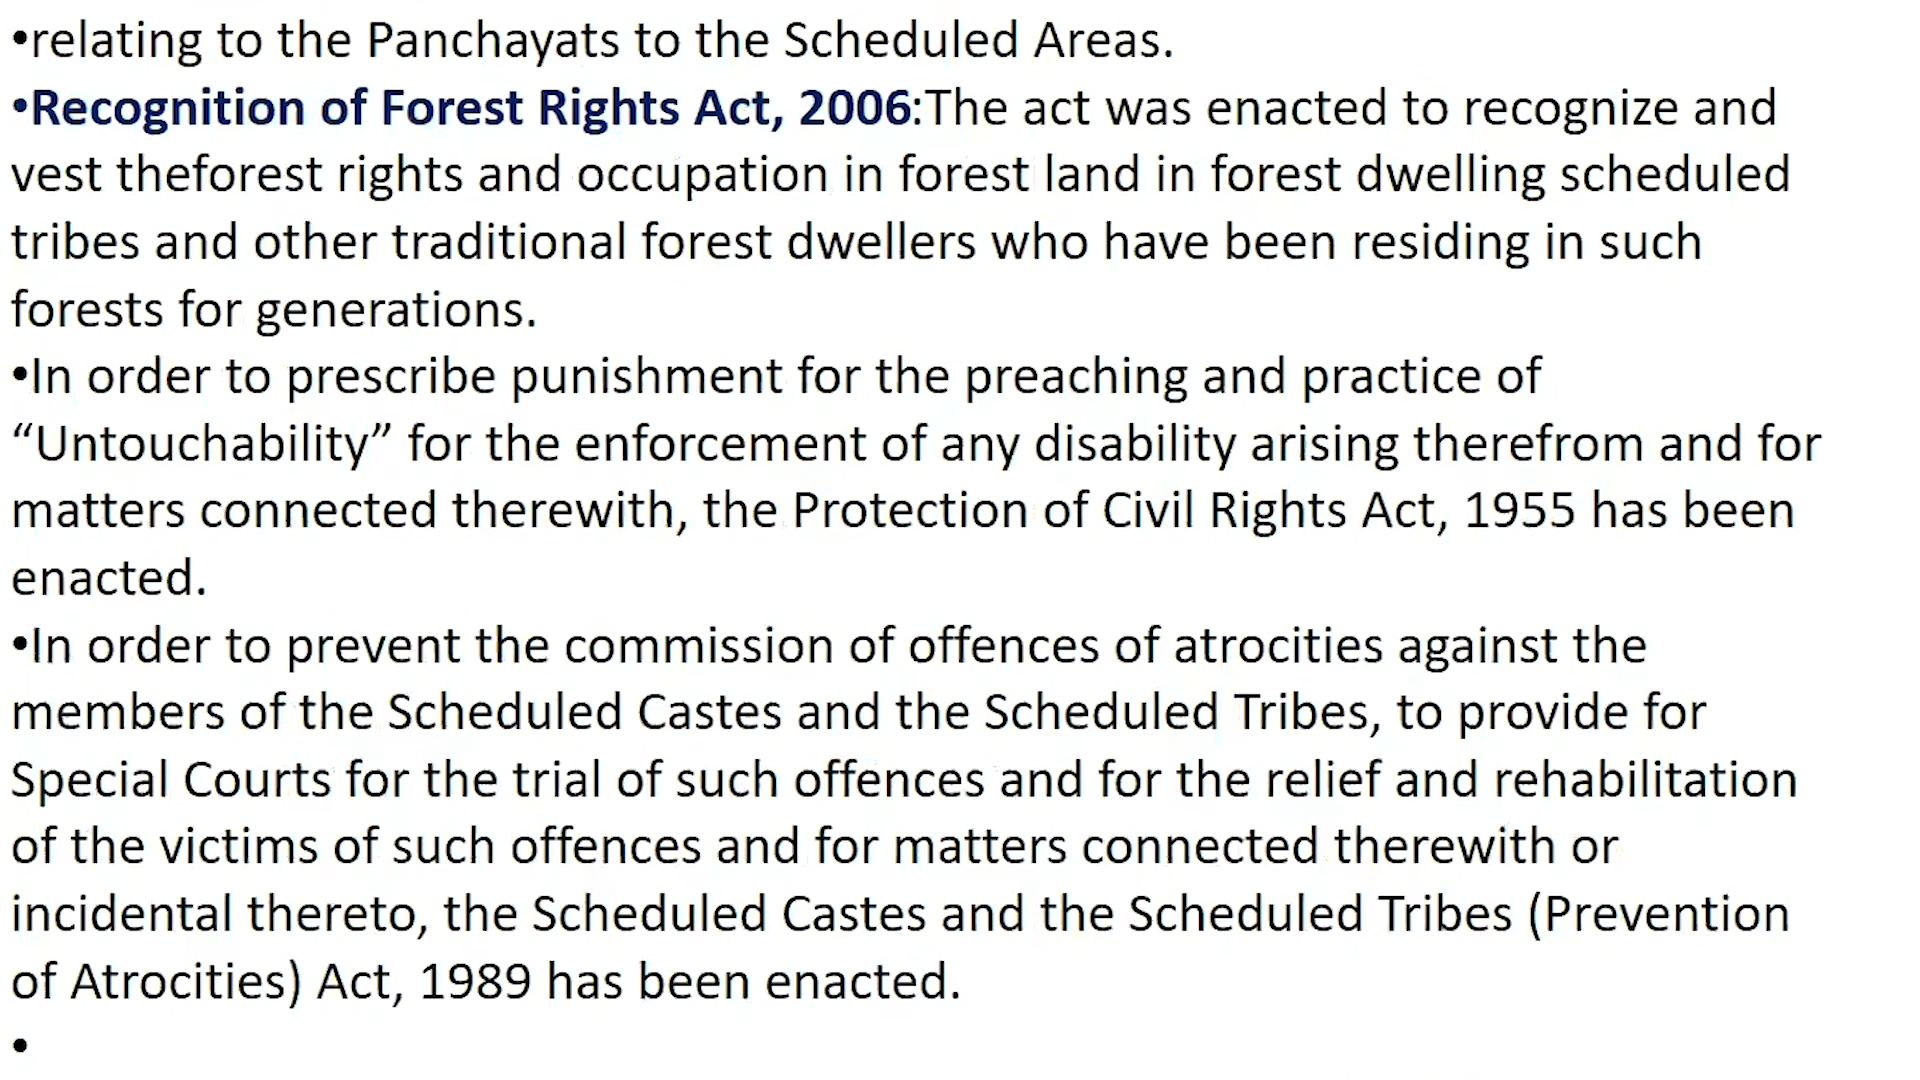 •relating to the Panchayats to the Scheduled Areas.
•Recognition of Forest Rights Act, 2006:The act was enacted to recognize and
vest theforest rights and occupation in forest land in forest dwelling scheduled
tribes and other traditional forest dwellers who have been residing in such
forests for generations.
•In order to prescribe punishment for the preaching and practice of
“Untouchability” for the enforcement of any disability arising therefrom and for
matters connected therewith, the Protection of Civil Rights Act, 1955 has been
enacted.
•In order to prevent the commission of offences of atrocities against the
members of the Scheduled Castes and the Scheduled Tribes, to provide for
Special Courts for the trial of such offences and for the relief and rehabilitation
of the victims of such offences and for matters connected therewith or
incidental thereto, the Scheduled Castes and the Scheduled Tribes (Prevention
of Atrocities) Act, 1989 has been enacted.
•